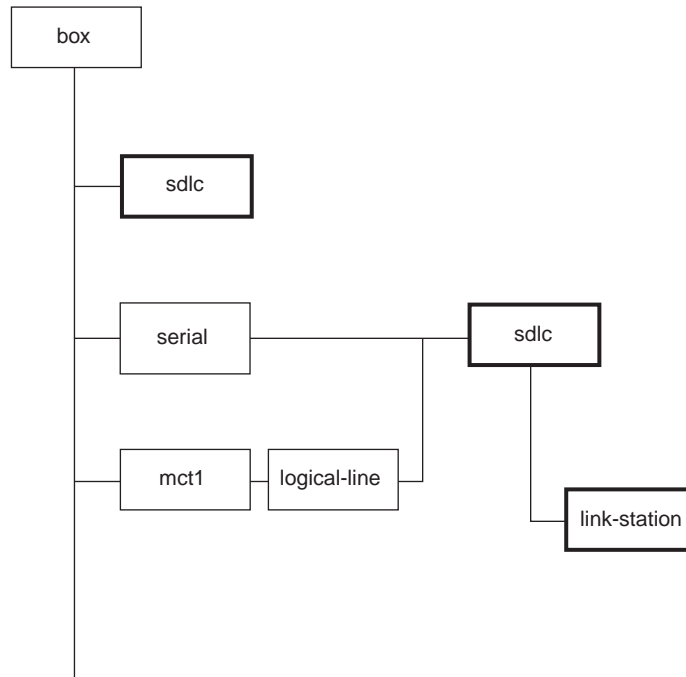 box
sdlc
serial
sdlc
mct1
logical-line
link-station